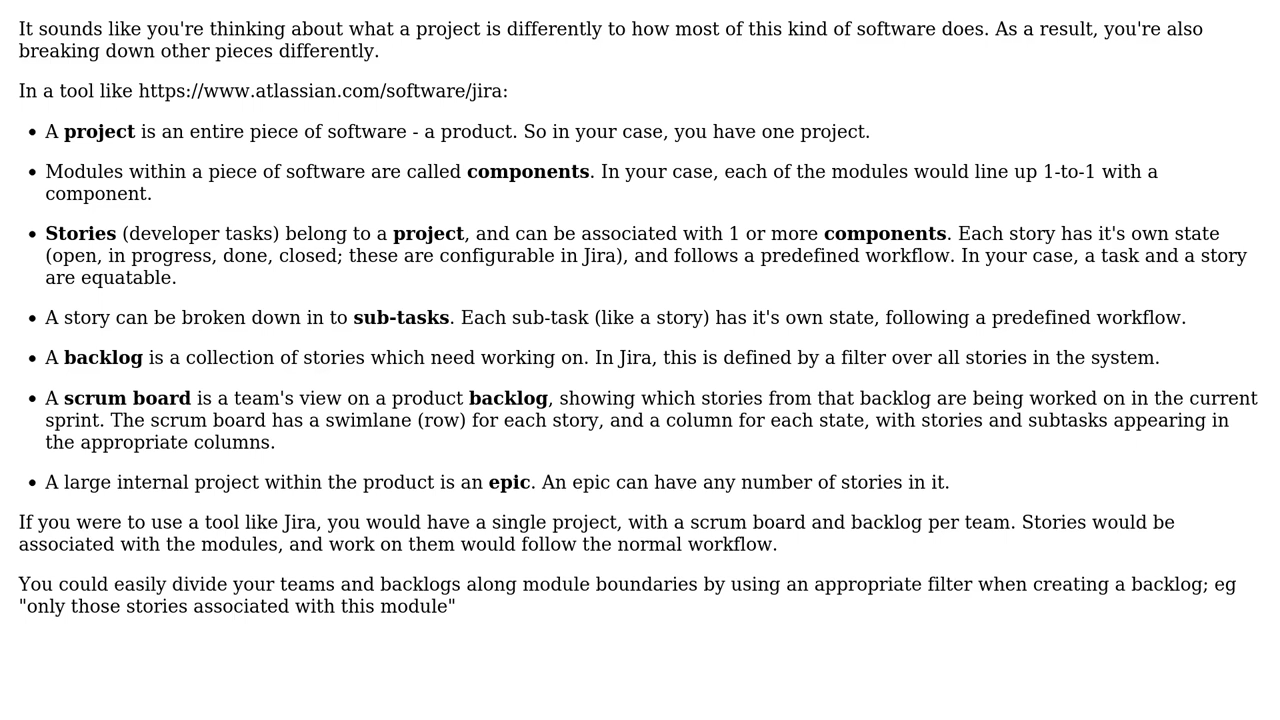 It sounds like you're thinking about what a project is differently to how most of this kind of software does. As a result, you're also
breaking down other pieces differently.
In a tool like https://www.atlassian.com/software/jira:
• A project is an entire piece of software - a product. So in your case, you have one project.
• Modules within a piece of software are called components. In your case, each of the modules would line up 1-to-1 with a
component.
• Stories (developer tasks) belong to a project, and can be associated with 1 or more components. Each story has it's own state
(open, in progress, done, closed; these are configurable in Jira), and follows a predefined workflow. In your case, a task and a story
are equatable.
• A story can be broken down in to sub-tasks. Each sub-task (like a story) has it's own state, following a predefined workflow.
• A backlog is a collection of stories which need working on. In Jira, this is defined by a filter over all stories in the system.
• A scrum board is a team's view on a product backlog, showing which stories from that backlog are being worked on in the current
sprint. The scrum board has a swimlane (row) for each story, and a column for each state, with stories and subtasks appearing in
the appropriate columns.
• A large internal project within the product is an epic. An epic can have any number of stories in it.
If you were to use a tool like Jira, you would have a single project, with a scrum board and backlog per team. Stories would be
associated with the modules, and work on them would follow the normal workflow.
You could easily divide your teams and backlogs along module boundaries by using an appropriate filter when creating a backlog; eg
"only those stories associated with this module"